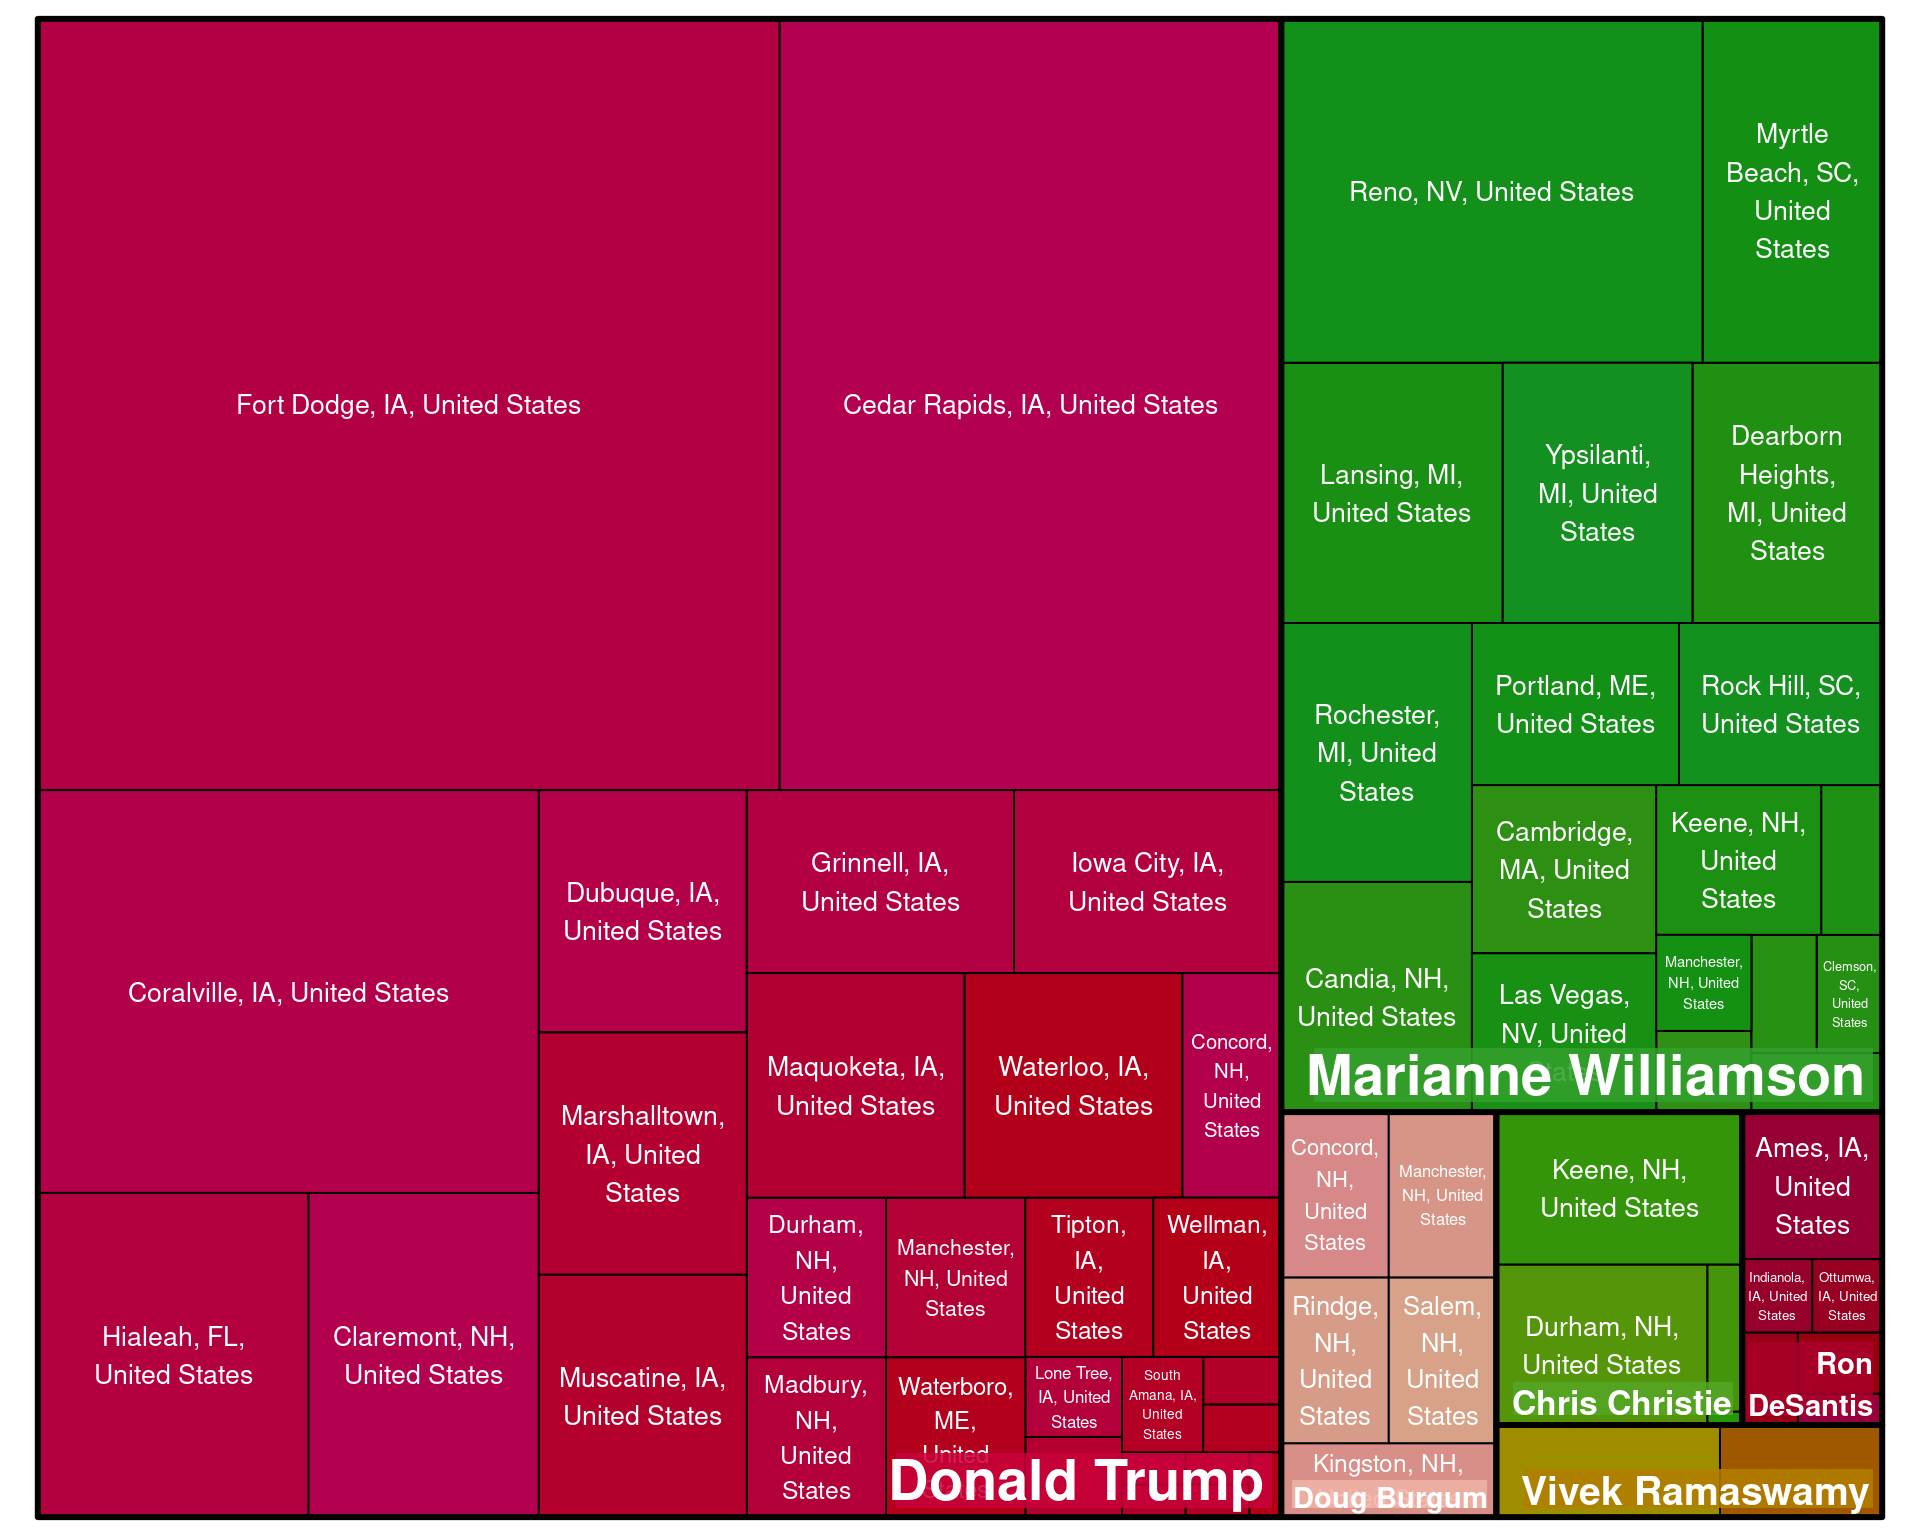 Fort Dodge, IA, United States
Cedar Rapids, IA, United States
Coralville, IA, United States
Hialeah, FL,
United States
Claremont, NH,
United States
Dubuque, IA,
United States
Marshalltown,
IA, United
States
Muscatine, IA,
United States
Grinnell, IA,
United States
Iowa City, IA,
United States
Maquoketa, IA,
United States
Waterloo, IA,
United States
Concord,
NH,
United
States
Durham,
NH,
United
States
Manchester,
NH, United
States
Tipton,
IA,
United
States
Wellman,
IA,
United
States
Madbury,
NH,
United
States
Waterboro,
ME,
United
States
Lone Tree,
IA, United
States
South
Amana, IA,
United
States
Donald Trump
Reno, NV, United States
Myrtle
Beach, SC,
United
States
Lansing, MI,
United States
Ypsilanti,
MI, United
States
Dearborn
Heights,
MI, United
States
Rochester,
MI, United
States
Portland, ME,
United States
Rock Hill, SC,
United States
Candia, NH,
United States
Cambridge,
MA, United
States
Las Vegas,
NV, United
States
Keene, NH,
United
States
Manchester,
NH, United
States
Clemson,
SC,
United
States
Marianne Williamson
Concord,
NH,
United
States
Manchester,
NH, United
States
Rindge,
NH,
United
States
Salem,
NH,
United
States
Kingston, NH,
Doug Burgum
Keene, NH,
United States
Durham, NH,
United States
Chris Christie
Ames, IA,
United
States
Indianola,
IA, United
States
Ottumwa,
IA, United
States
Ron
DeSantis
Vivek Ramaswamy